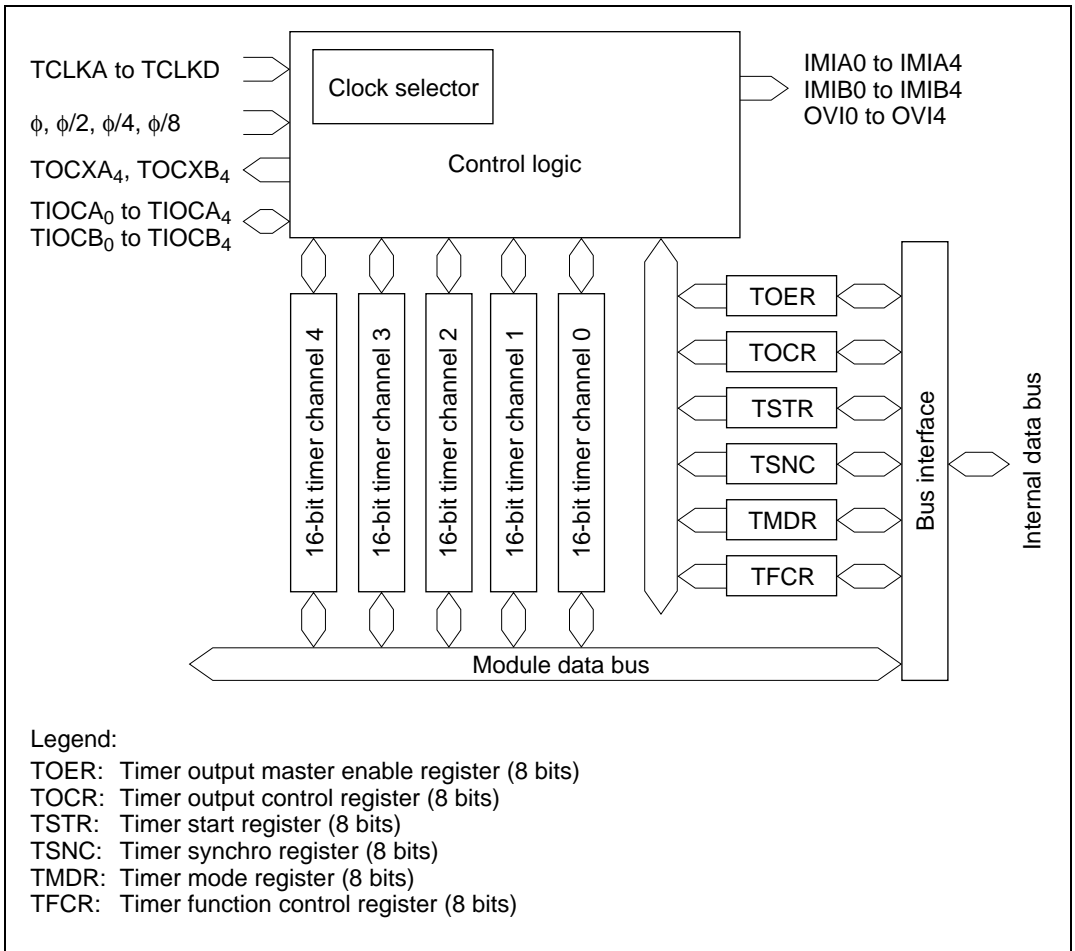 TCLKA to TCLKD
ϕ, ϕ/2, ϕ/4, ϕ/8
TOCXA₄, TOCXB₄
TIOCA₀ to TIOCA₄
TIOCB₀ to TIOCB₄
Clock selector
Control logic
IMIA0 to IMIA4
IMIB0 to IMIB4
OVI0 to OVI4
16-bit timer channel 4
16-bit timer channel 3
16-bit timer channel 2
16-bit timer channel 1
16-bit timer channel 0
TOER
TOCR
TSTR
TSNC
TMDR
TFCR
Bus interface
Internal data bus
Module data bus
Legend:
TOER: Timer output master enable register (8 bits)
TOCR: Timer output control register (8 bits)
TSTR: Timer start register (8 bits)
TSNC: Timer synchro register (8 bits)
TMDR: Timer mode register (8 bits)
TFCR: Timer function control register (8 bits)